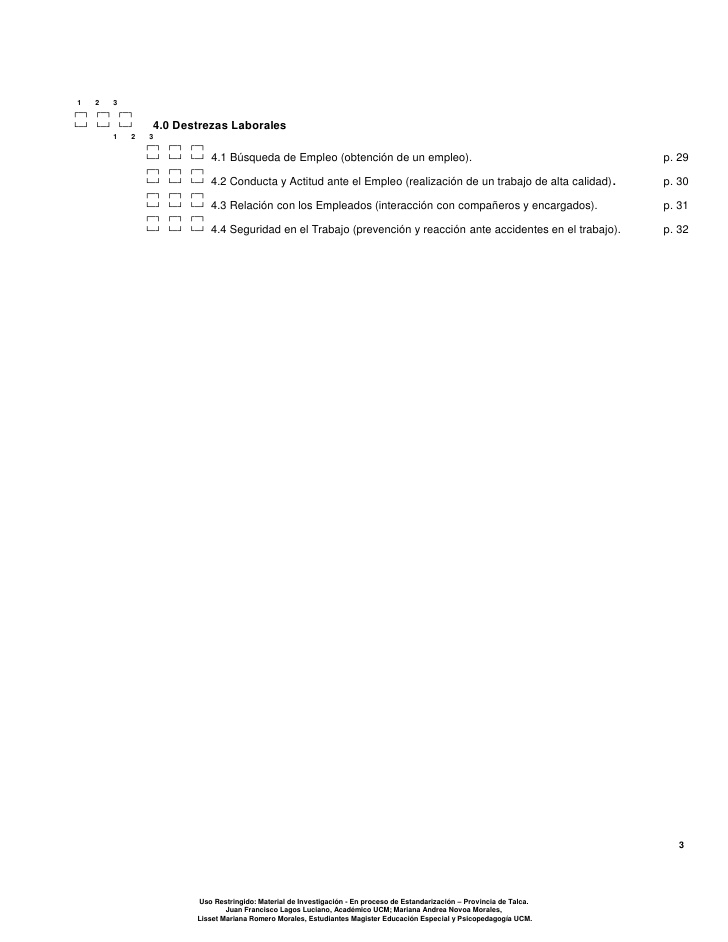 1 2 3
4.0 Destrezas Laborales
1 2 3
4.1 Búsqueda de Empleo (obtención de un empleo). p. 29
4.2 Conducta y Actitud ante el Empleo (realización de un trabajo de alta calidad). p. 30
4.3 Relación con los Empleados (interacción con compañeros y encargados). p. 31
4.4 Seguridad en el Trabajo (prevención y reacción ante accidentes en el trabajo). p. 32
3
Uso Restringido: Material de Investigación - En proceso de Estandarización – Provincia de Talca.
Juan Francisco Lagos Luciano, Académico UCM; Mariana Andrea Novoa Morales,
Lisset Mariana Romero Morales, Estudiantes Magister Educación Especial y Psicopedagogía UCM.